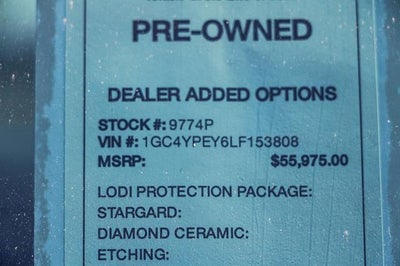 PRE-OWNED
DEALER ADDED OPTIONS
STOCK #: 9774P
VIN #: 1GC4YPEY6LF153808
MSRP: $55,975.00
LODI PROTECTION PACKAGE:
STARGARD:
DIAMOND CERAMIC:
ETCHING: